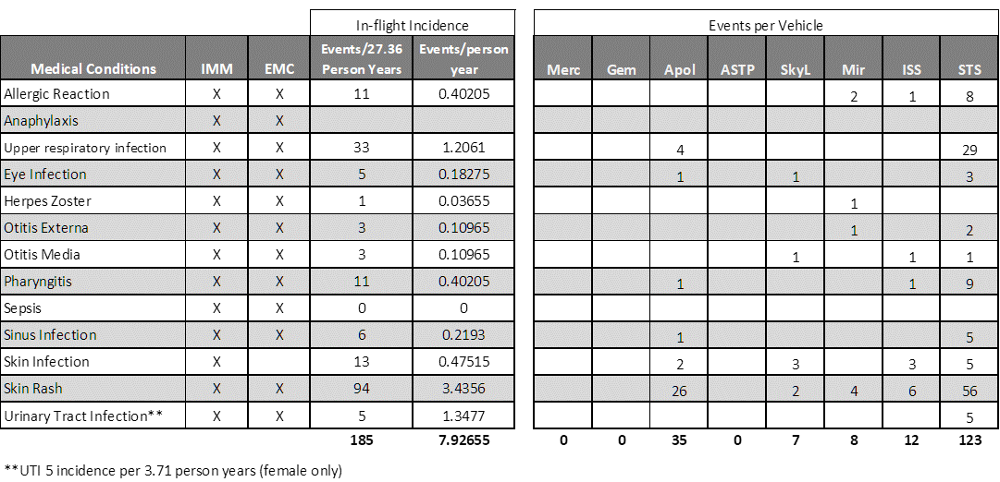 In-flight Incidence Events per Vehicle
Medical Conditions IMM EMC Events/27.36 Person Years Events/person year Merc Gem Apol ASTP SkyL Mir ISS STS
Allergic Reaction X X 11 0.40205 2 1 8
Anaphylaxis X X
Upper respiratory infection X X 33 1.2061 4 29
Eye Infection X X 5 0.18275 1 1 3
Herpes Zoster X X 1 0.03655 1
Otitis Externa X X 3 0.10965 1 2
Otitis Media X X 3 0.10965 1 1 1
Pharyngitis X X 11 0.40205 1 1 9
Sepsis X X 0 0
Sinus Infection X X 6 0.2193 1 5
Skin Infection X 13 0.47515 2 3 3 5
Skin Rash X X 94 3.4356 26 2 4 6 56
Urinary Tract Infection** X X 5 1.3477 5
185 7.92655 0 0 35 0 7 8 12 123
**UTI 5 incidence per 3.71 person years (female only)